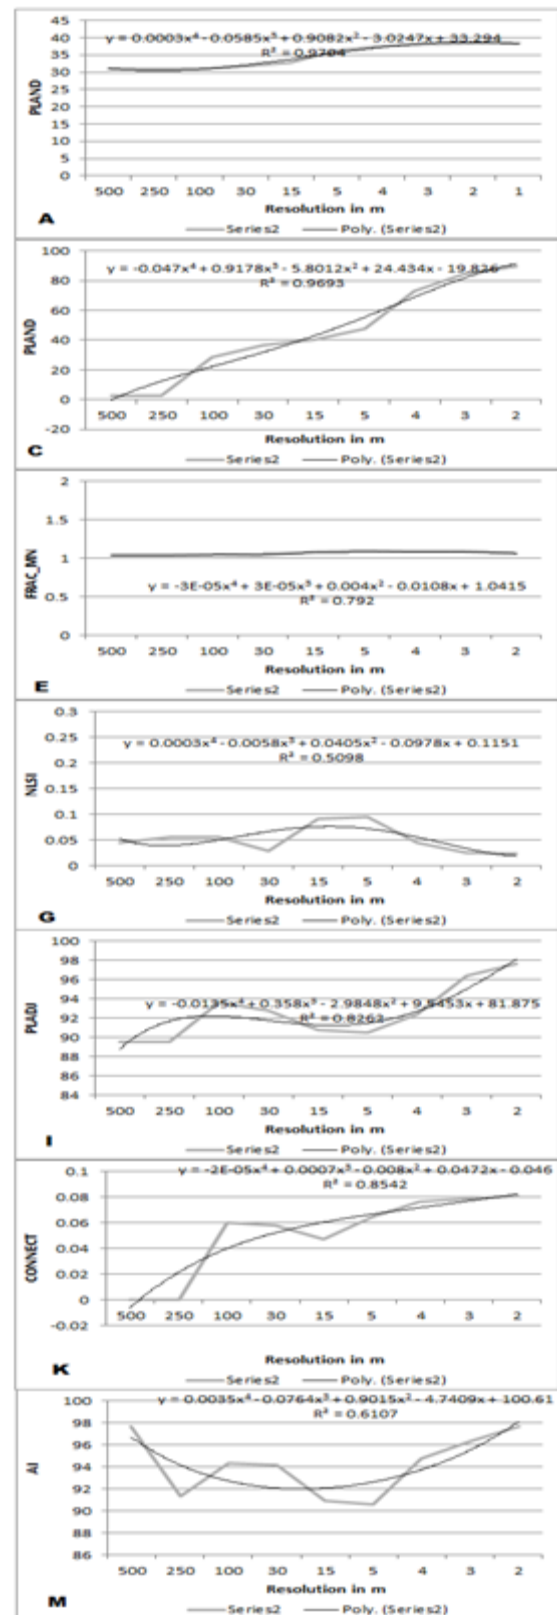 45
40
35
30
25
20
15
10
5
0
PLAND
y = 0.0003x⁴ - 0.0585x³ + 0.9082x² - 3.0247x + 33.294
R² = 0.9704
500 250 100 30 15 5 4 3 2 1
Resolution in m
A
Series2 Poly. (Series2)
100
80
60
40
20
0
-20
PLAND
y = -0.047x⁴ + 0.9178x³ - 5.8012x² + 24.434x - 19.826
R² = 0.9693
500 250 100 30 15 5 4 3 2
Resolution in m
C
Series2 Poly. (Series2)
2
1.5
1
0.5
0
FRAC_MN
y = -3E-05x⁴ + 3E-05x³ + 0.004x² - 0.0108x + 1.0415
R² = 0.792
500 250 100 30 15 5 4 3 2
Resolution in m
E
Series2 Poly. (Series2)
0.3
0.25
0.2
0.15
0.1
0.05
0
NLSI
y = 0.0003x⁴ - 0.0058x³ + 0.0405x² - 0.0978x + 0.1151
R² = 0.5098
500 250 100 30 15 5 4 3 2
Resolution in m
G
Series2 Poly. (Series2)
100
98
96
94
92
90
88
86
84
PLADJ
y = -0.0135x⁴ + 0.358x³ - 2.9848x² + 9.5453x + 81.875
R² = 0.8262
500 250 100 30 15 5 4 3 2
Resolution in m
I
Series2 Poly. (Series2)
0.1
0.08
0.06
0.04
0.02
0
-0.02
CONNECT
y = -2E-05x⁴ + 0.0007x³ - 0.008x² + 0.0472x - 0.046
R² = 0.8542
500 250 100 30 15 5 4 3 2
Resolution in m
K
Series2 Poly. (Series2)
100
98
96
94
92
90
88
86
AI
y = 0.0035x⁴ - 0.0764x³ + 0.9015x² - 4.7409x + 100.61
R² = 0.6107
500 250 100 30 15 5 4 3 2
Resolution in m
M
Series2 Poly. (Series2)